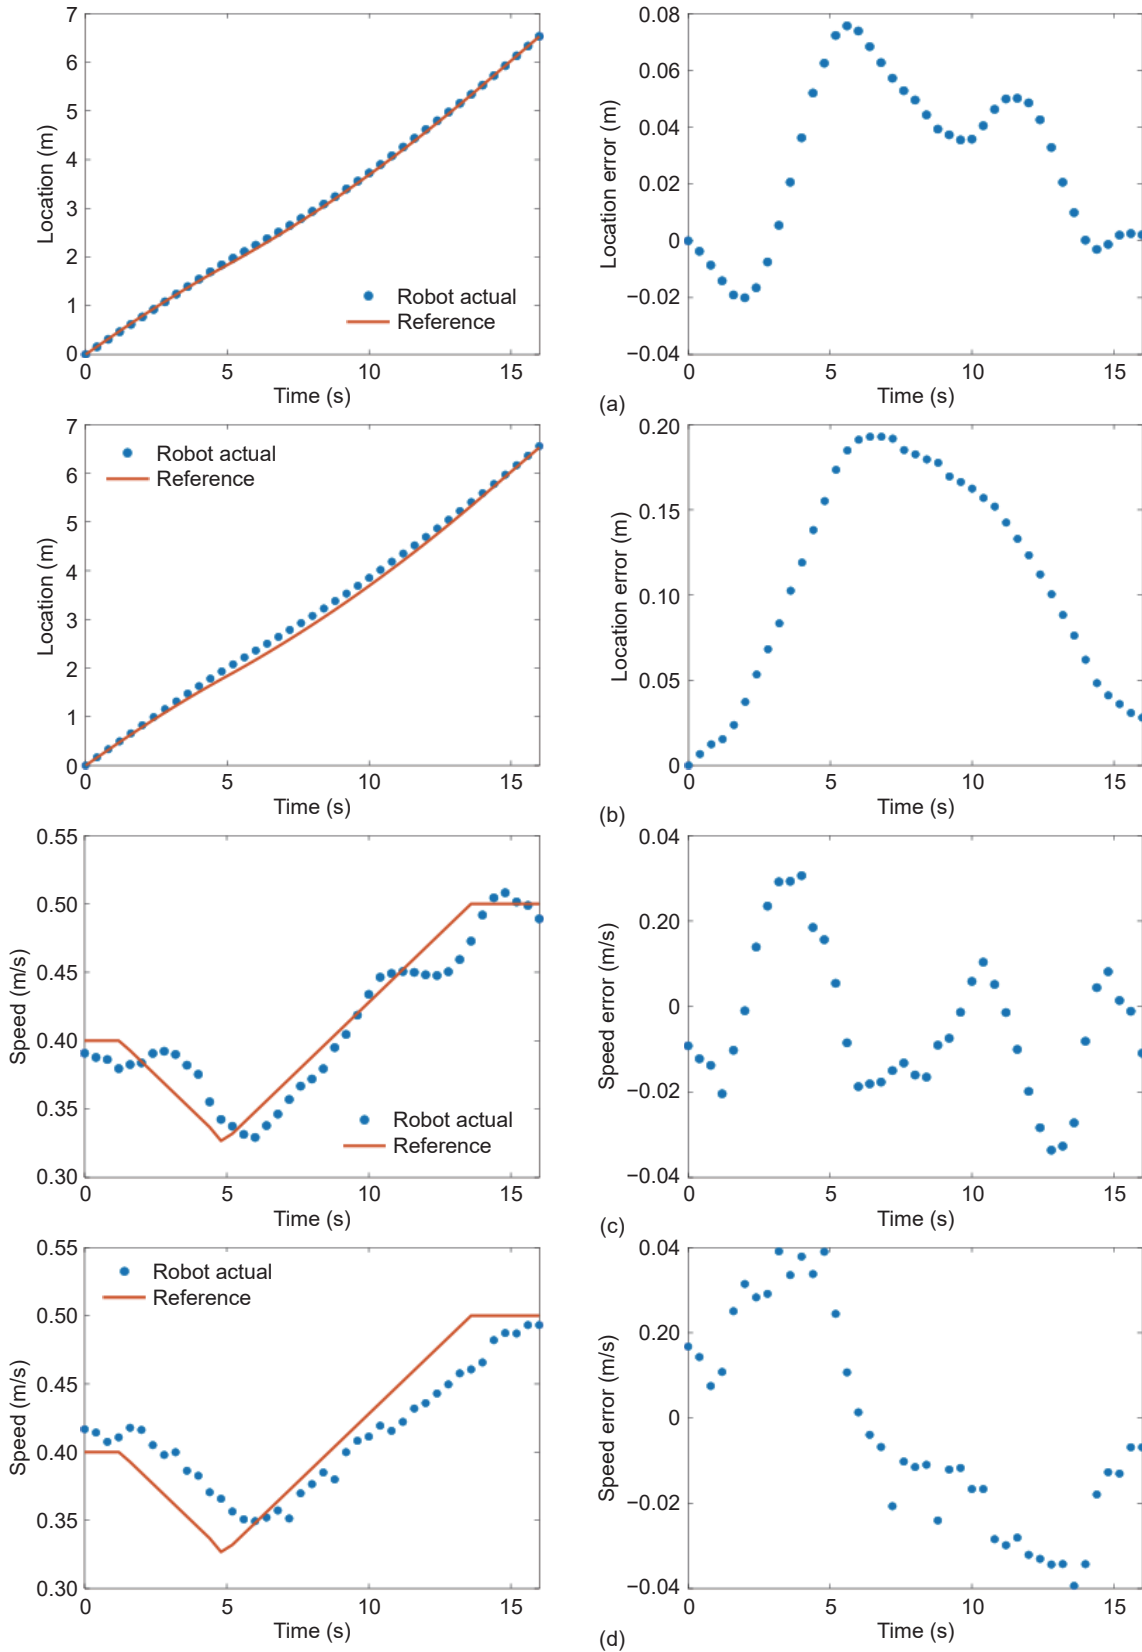 7
6
5
4
3
2
1
0
Location (m)
0 5 10 15
Time (s)
Robot actual
Reference
0.08
0.06
0.04
0.02
0
−0.02
−0.04
Location error (m)
0 5 10 15
Time (s)
(a)
7
6
5
4
3
2
1
0
Location (m)
0 5 10 15
Time (s)
Robot actual
Reference
0.20
0.15
0.10
0.05
0
Location error (m)
0 5 10 15
Time (s)
(b)
0.55
0.50
0.45
0.40
0.35
0.30
Speed (m/s)
0 5 10 15
Time (s)
Robot actual
Reference
0.04
0.20
0
−0.02
−0.04
Speed error (m/s)
0 5 10 15
Time (s)
(c)
0.55
0.50
0.45
0.40
0.35
0.30
Speed (m/s)
0 5 10 15
Time (s)
Robot actual
Reference
0.04
0.20
0
−0.02
−0.04
Speed error (m/s)
0 5 10 15
Time (s)
(d)